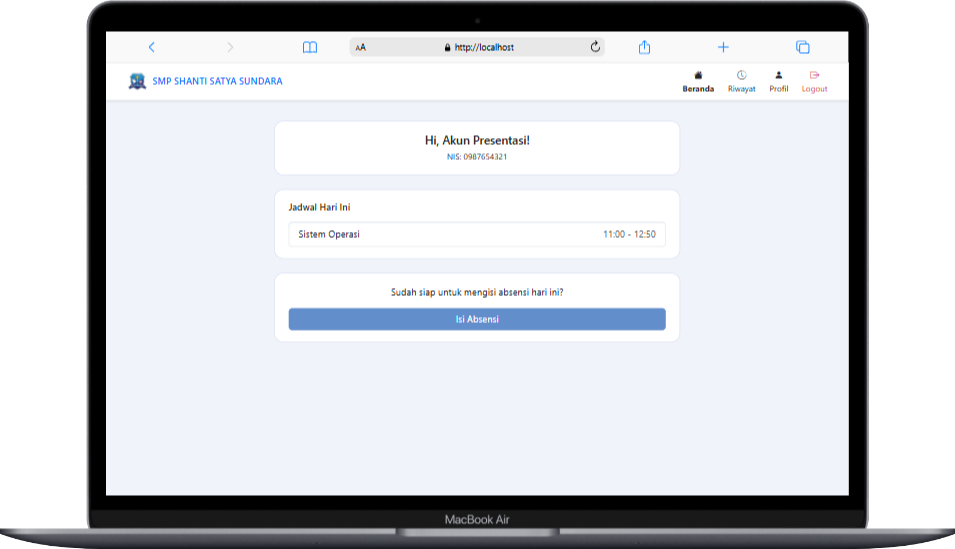 AA http://localhost
SMP SHANTI SATYA SUNDARA
Beranda Riwayat Profil Logout
Hi, Akun Presentasi!
NIS: 0987654321
Jadwal Hari Ini
Sistem Operasi 11:00 - 12:50
Sudah siap untuk mengisi absensi hari ini?
Isi Absensi
MacBook Air